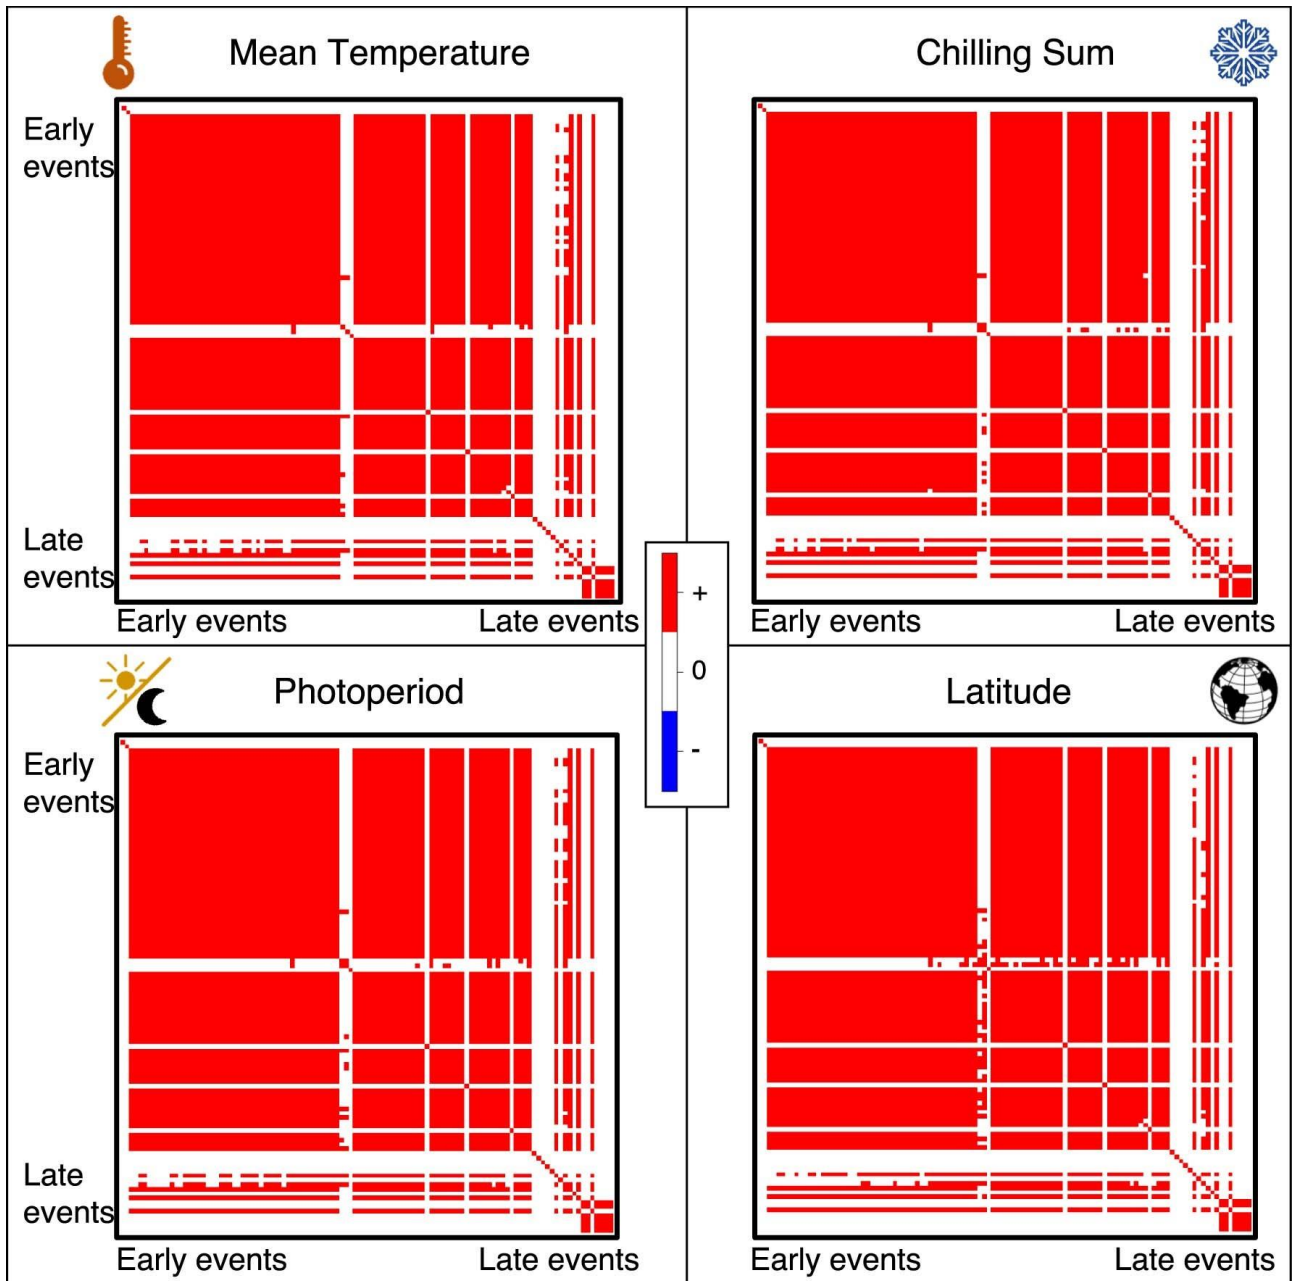 Mean Temperature
Early
events
Late
events
Early events
Late events
Chilling Sum
Early events
Late events
+
0
-
Photoperiod
Early
events
Late
events
Early events
Late events
Latitude
Early events
Late events